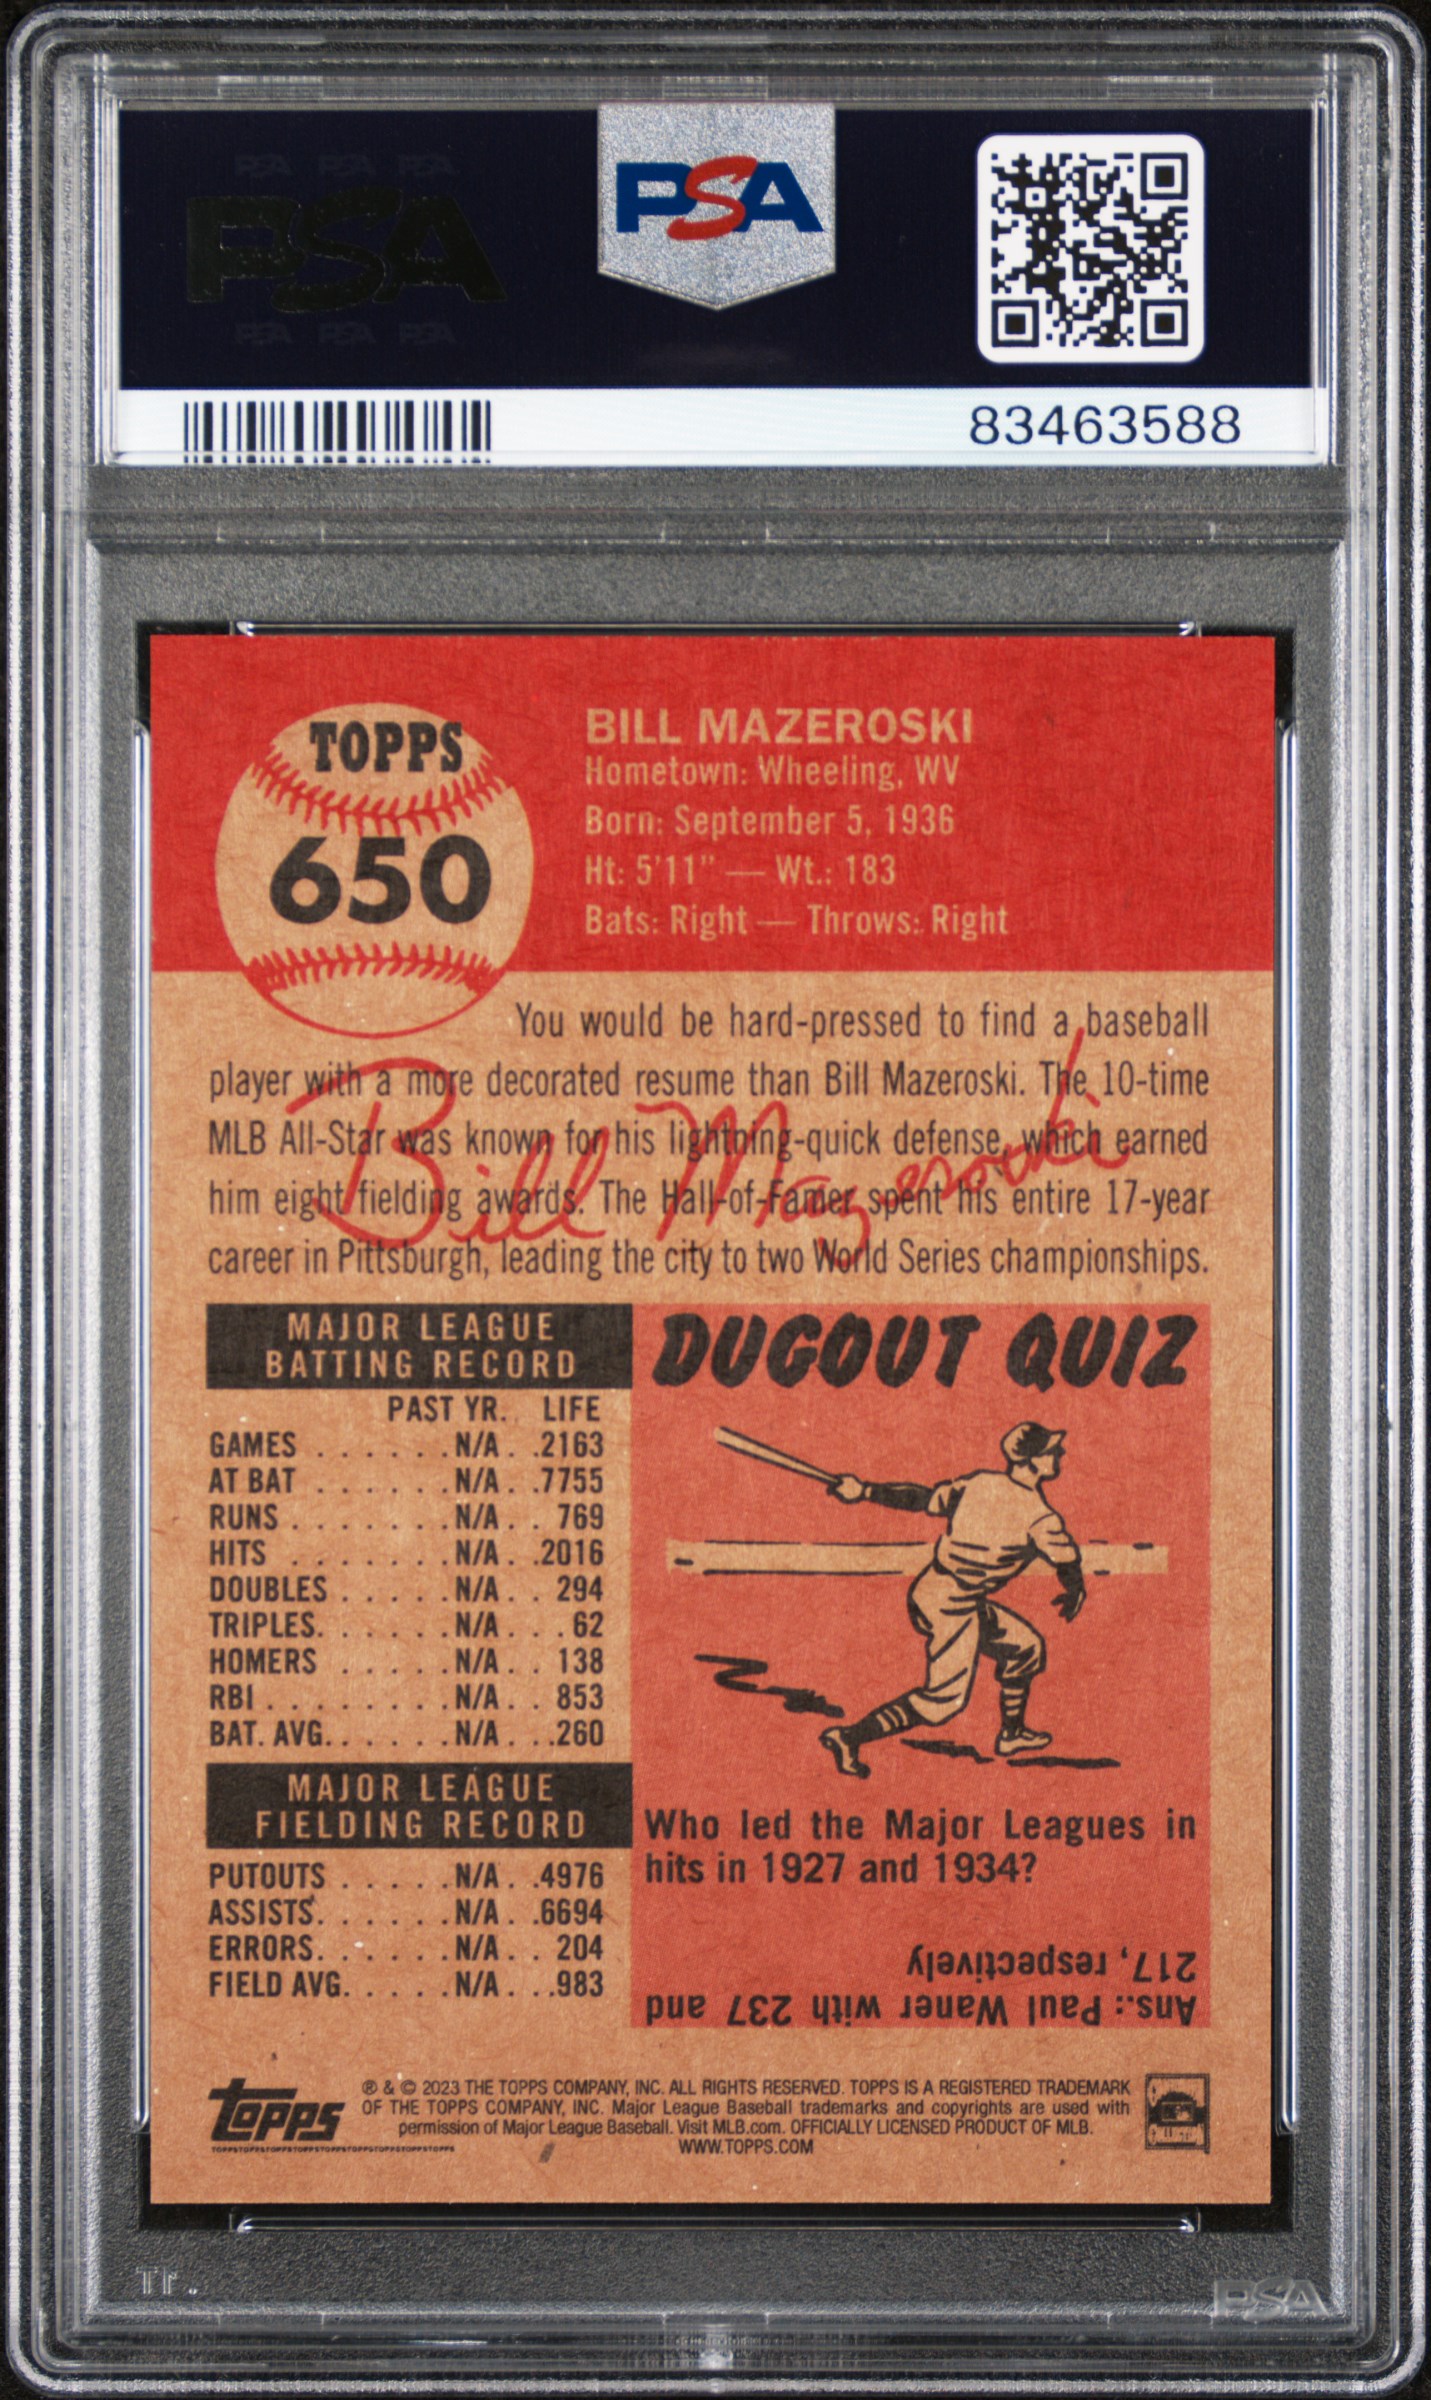 PSA PSA PSA
PSA
PSA PSA PSA
PSA
83463588
TOPPS
650
BILL MAZEROSKI
Hometown: Wheeling, WV
Born: September 5, 1936
Ht: 5'11" — Wt.: 183
Bats: Right — Throws: Right
You would be hard-pressed to find a baseball
player with a more decorated resume than Bill Mazeroski. The 10-time
MLB All-Star was known for his lightning-quick defense, which earned
him eight fielding awards. The Hall-of-Famer spent his entire 17-year
career in Pittsburgh, leading the city to two World Series championships.
Bill Mazeroski
MAJOR LEAGUE
BATTING RECORD
PAST YR. LIFE
GAMES . . . . . . N/A . . 2163
AT BAT . . . . . . N/A . . 7755
RUNS . . . . . . . N/A . . 769
HITS . . . . . . . N/A . . 2016
DOUBLES . . . . . N/A . . 294
TRIPLES. . . . . . N/A . . . 62
HOMERS . . . . . N/A . . 138
RBI . . . . . . . . N/A . . 853
BAT. AVG. . . . . . N/A . . .260
MAJOR LEAGUE
FIELDING RECORD
PUTOUTS . . . . . N/A . . 4976
ASSISTS. . . . . . N/A . . 6694
ERRORS. . . . . . N/A . . 204
FIELD AVG. . . . . N/A . . .983
DUGOUT QUIZ
Who led the Major Leagues in
hits in 1927 and 1934?
Ans.: Paul Waner with 237 and
217, respectively
topps
TOPPSTOPPSTOPPSTOPPSTOPPSTOPPSTOPPSTOPPSTOPPS
® & © 2023 THE TOPPS COMPANY, INC. ALL RIGHTS RESERVED. TOPPS IS A REGISTERED TRADEMARK
OF THE TOPPS COMPANY, INC. Major League Baseball trademarks and copyrights are used with
permission of Major League Baseball. Visit MLB.com. OFFICIALLY LICENSED PRODUCT OF MLB.
WWW.TOPPS.COM
PSA